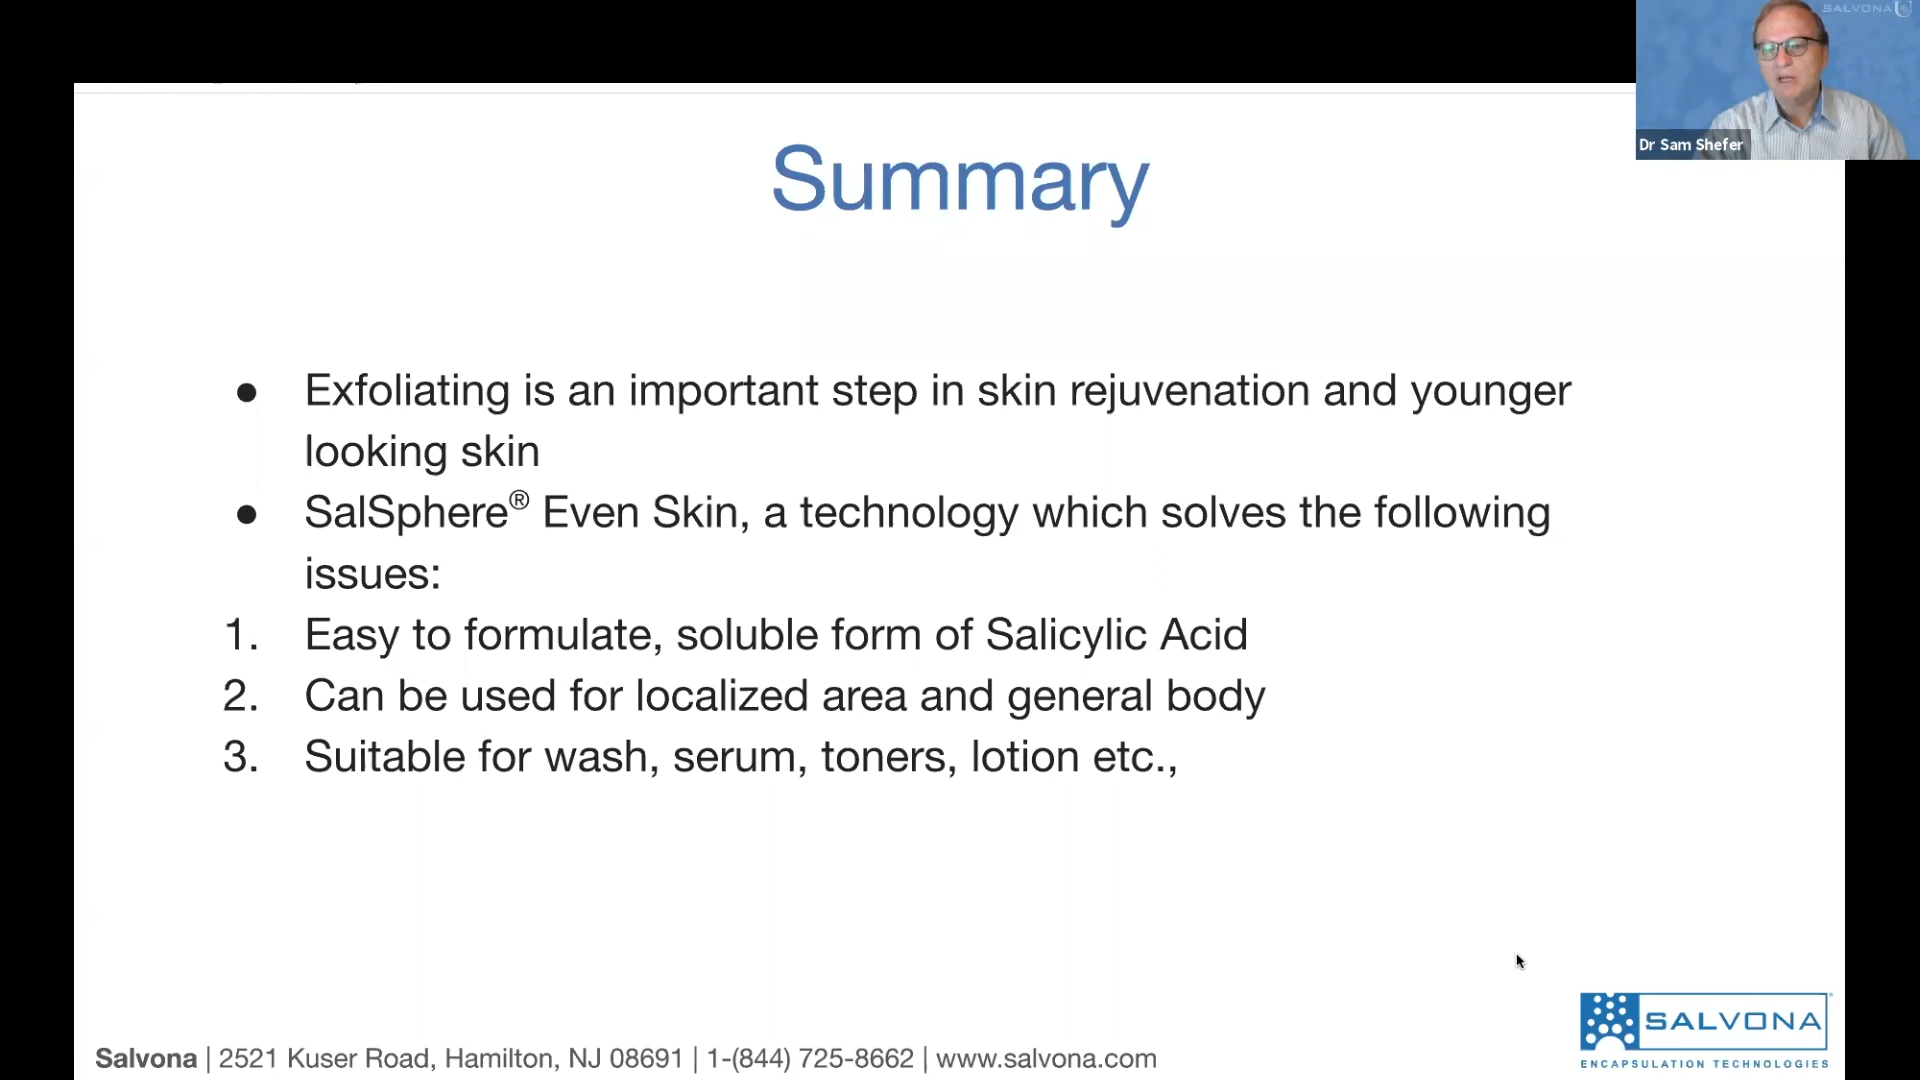 SALVONA U
Dr Sam Shefer
Summary
● Exfoliating is an important step in skin rejuvenation and younger
looking skin
● SalSphere® Even Skin, a technology which solves the following
issues:
1. Easy to formulate, soluble form of Salicylic Acid
2. Can be used for localized area and general body
3. Suitable for wash, serum, toners, lotion etc.,
SALVONA
ENCAPSULATION TECHNOLOGIES
Salvona | 2521 Kuser Road, Hamilton, NJ 08691 | 1-(844) 725-8662 | www.salvona.com